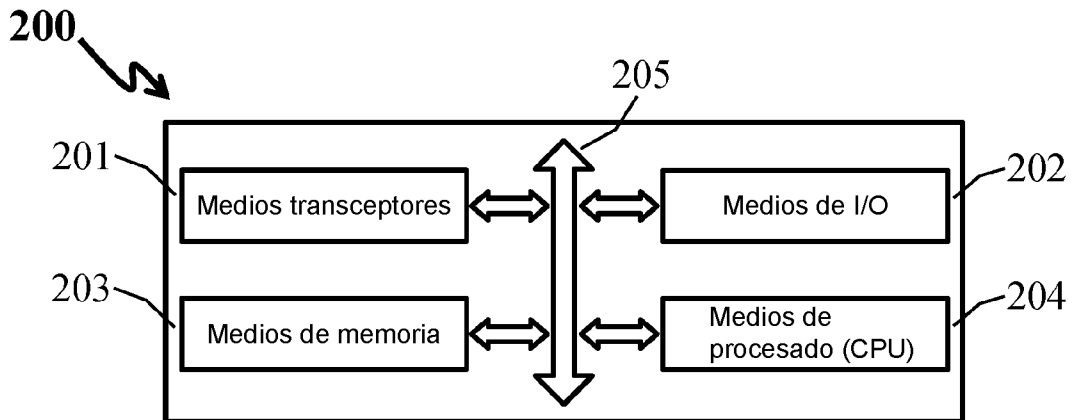 200
205
201
Medios transceptores
Medios de I/O
202
203
Medios de memoria
Medios de
procesado (CPU)
204